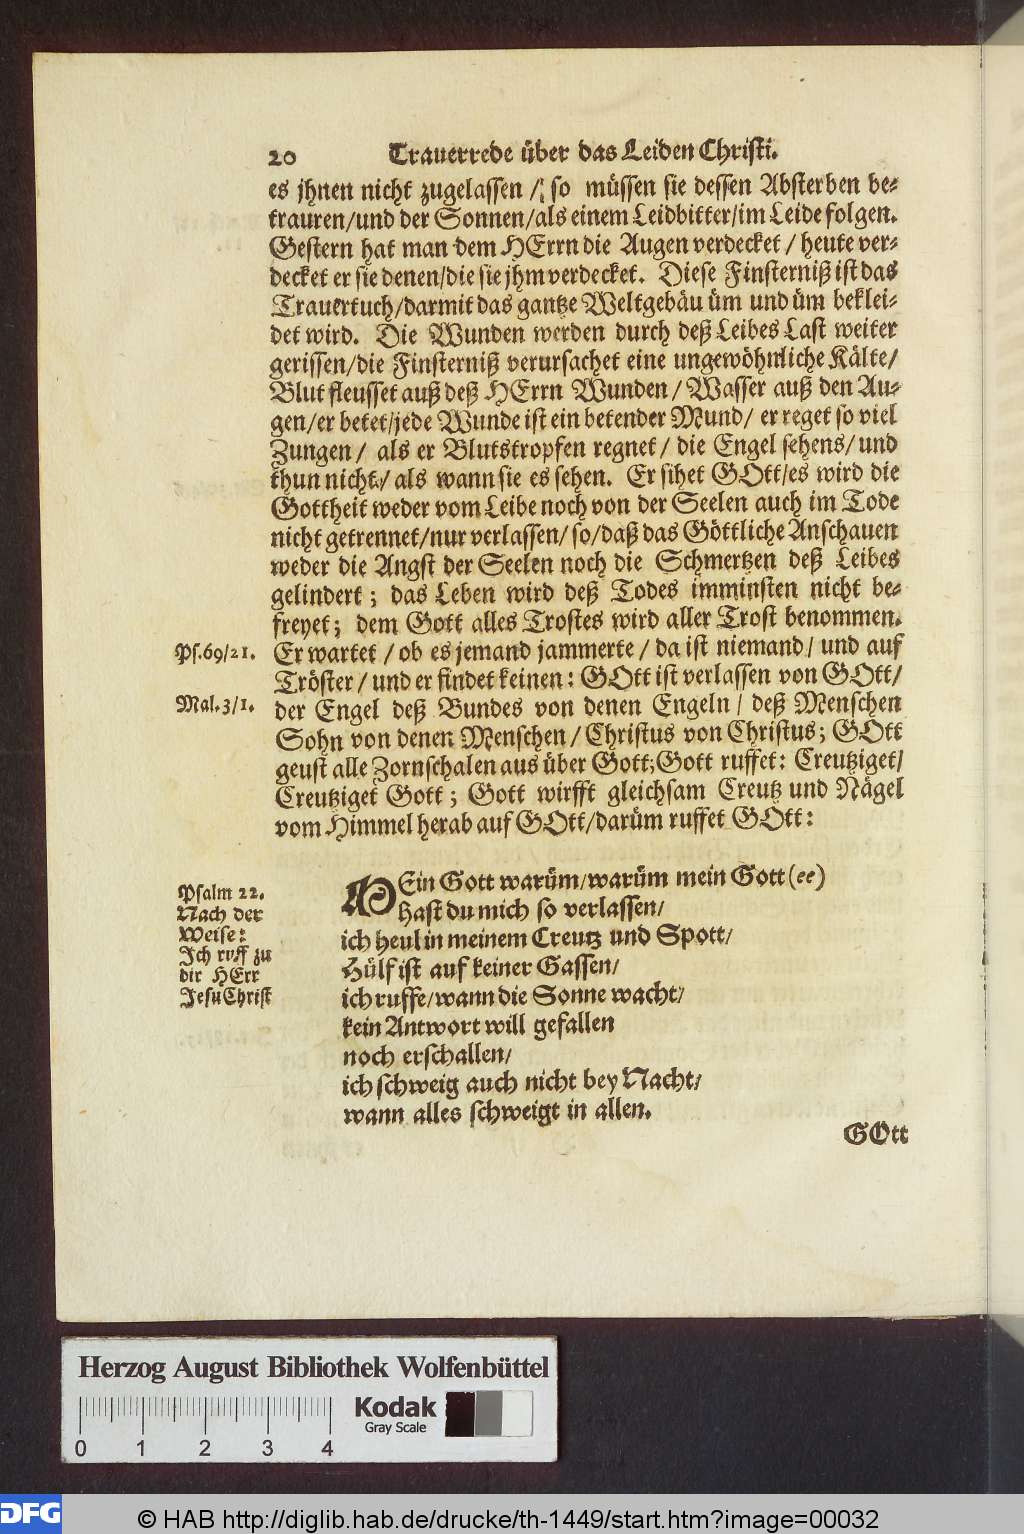 20 Trauerrede über das Leiden Christi.
es jhnen nicht zugelassen / so müssen sie dessen Absterben be-
trauren/und der Sonnen/als einem Leidbitter/im Leide folgen.
Gestern hat man dem HErrn die Augen verdecket / heute ver-
decket er sie denen/die sie jhm verdecket. Diese Finsterniß ist das
Trauertuch/darmit das gantze Weltgebäu üm und üm beklei-
det wird. Die Wunden werden durch deß Leibes Last weiter
gerissen/die Finsterniß verursachet eine ungewöhnliche Kälte/
Blut fleusset auß deß HErrn Wunden / Wasser auß den Au-
gen/er betet/jede Wunde ist ein betender Mund/ er reget so viel
Zungen / als er Blutstropfen regnet / die Engel sehens/ und
thun nicht/ als wann sie es sehen. Er sihet GOtt/es wird die
Gottheit weder vom Leibe noch von der Seelen auch im Tode
nicht getrennet/nur verlassen/ so/daß das Göttliche Anschauen
weder die Angst der Seelen noch die Schmertzen deß Leibes
gelindert ; das Leben wird deß Todes imminsten nicht be-
freyet ; dem Gott alles Trostes wird aller Trost benommen.
Ps.69/21. Er wartet / ob es jemand jammerte / da ist niemand / und auf
Tröster / und er findet keinen : GOtt ist verlassen von GOtt/
Mal.3/1. der Engel deß Bundes von denen Engeln / deß Menschen
Sohn von denen Menschen / Christus von Christus ; GOtt
geust alle Zornschalen aus über Gott; Gott ruffet : Creutziget/
Creutziget Gott ; Gott wirfft gleichsam Creutz und Nägel
vom Himmel herab auf GOtt/darüm ruffet GOtt :
Psalm 22.
Nach der
Weise:
Ich ruff zu
dir HErr
Jesu Christ
MEin Gott warüm/warüm mein Gott (ee)
hast du mich so verlassen/
ich heul in meinem Creutz und Spott/
Hülf ist auf keiner Gassen/
ich ruffe/wann die Sonne wacht/
kein Antwort will gefallen
noch erschallen/
ich schweig auch nicht bey Nacht/
wann alles schweigt in allen.
GOtt
Herzog August Bibliothek Wolfenbüttel
Kodak
Gray Scale
0 1 2 3 4
DFG © HAB http://diglib.hab.de/drucke/th-1449/start.htm?image=00032